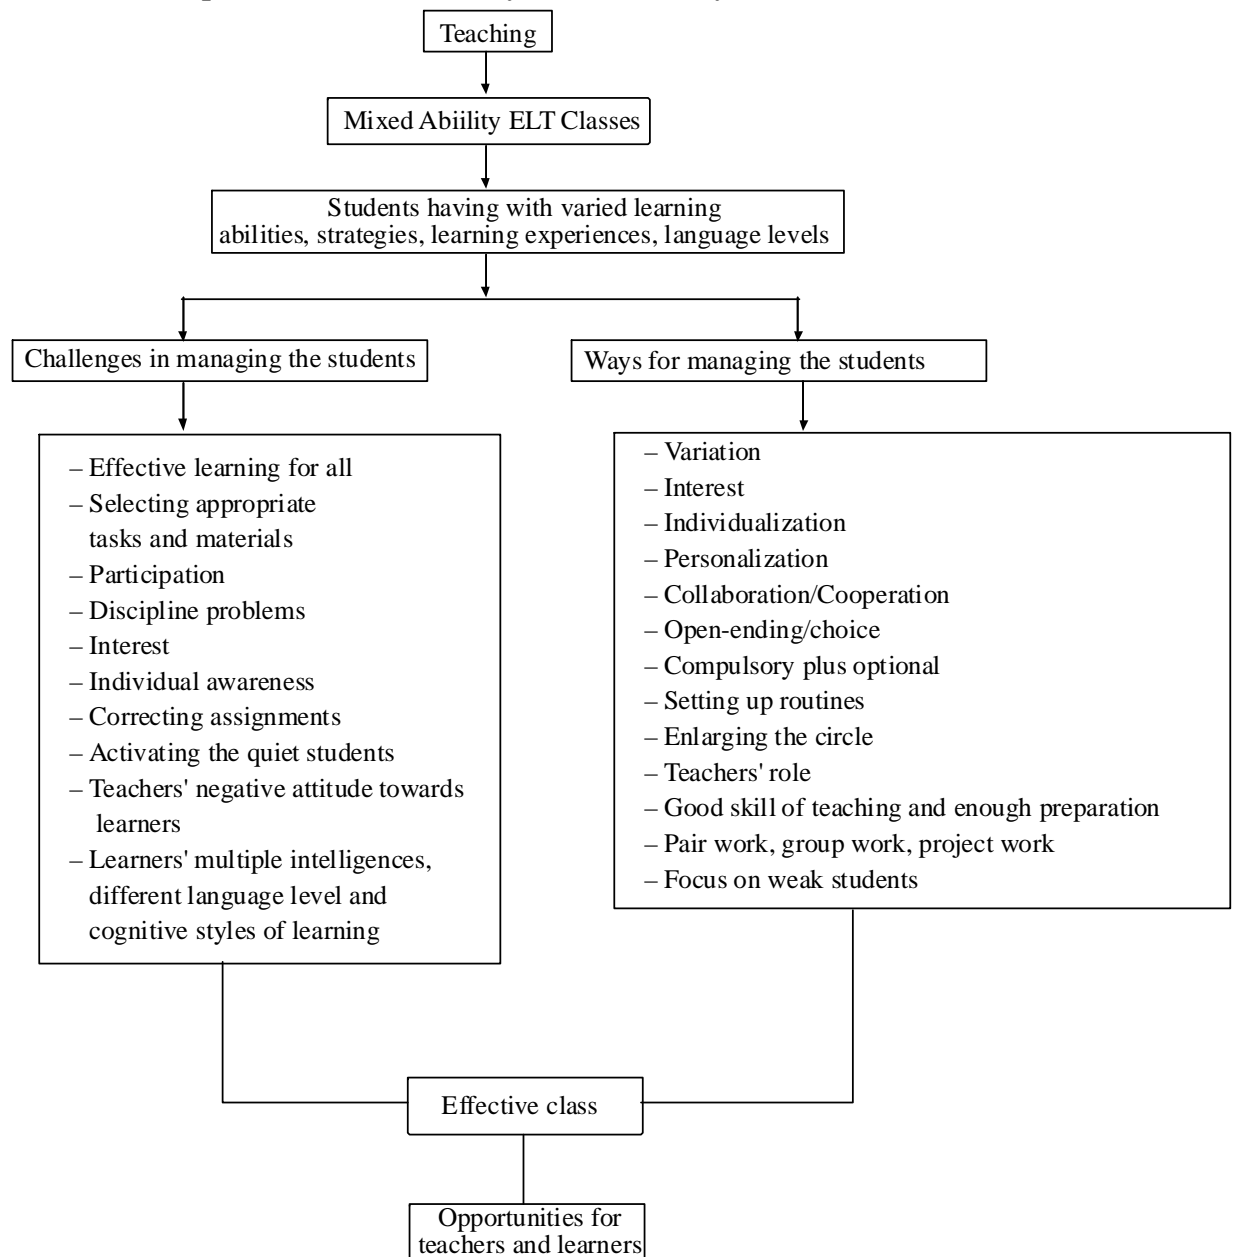 Teaching
Mixed Abiility ELT Classes
Students having with varied learning
abilities, strategies, learning experiences, language levels
Challenges in managing the students
Ways for managing the students
– Effective learning for all
– Selecting appropriate
tasks and materials
– Participation
– Discipline problems
– Interest
– Individual awareness
– Correcting assignments
– Activating the quiet students
– Teachers' negative attitude towards
learners
– Learners' multiple intelligences,
different language level and
cognitive styles of learning
– Variation
– Interest
– Individualization
– Personalization
– Collaboration/Cooperation
– Open-ending/choice
– Compulsory plus optional
– Setting up routines
– Enlarging the circle
– Teachers' role
– Good skill of teaching and enough preparation
– Pair work, group work, project work
– Focus on weak students
Effective class
Opportunities for
teachers and learners